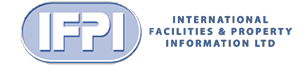 IFPI
INTERNATIONAL
FACILITIES & PROPERTY
INFORMATION LTD